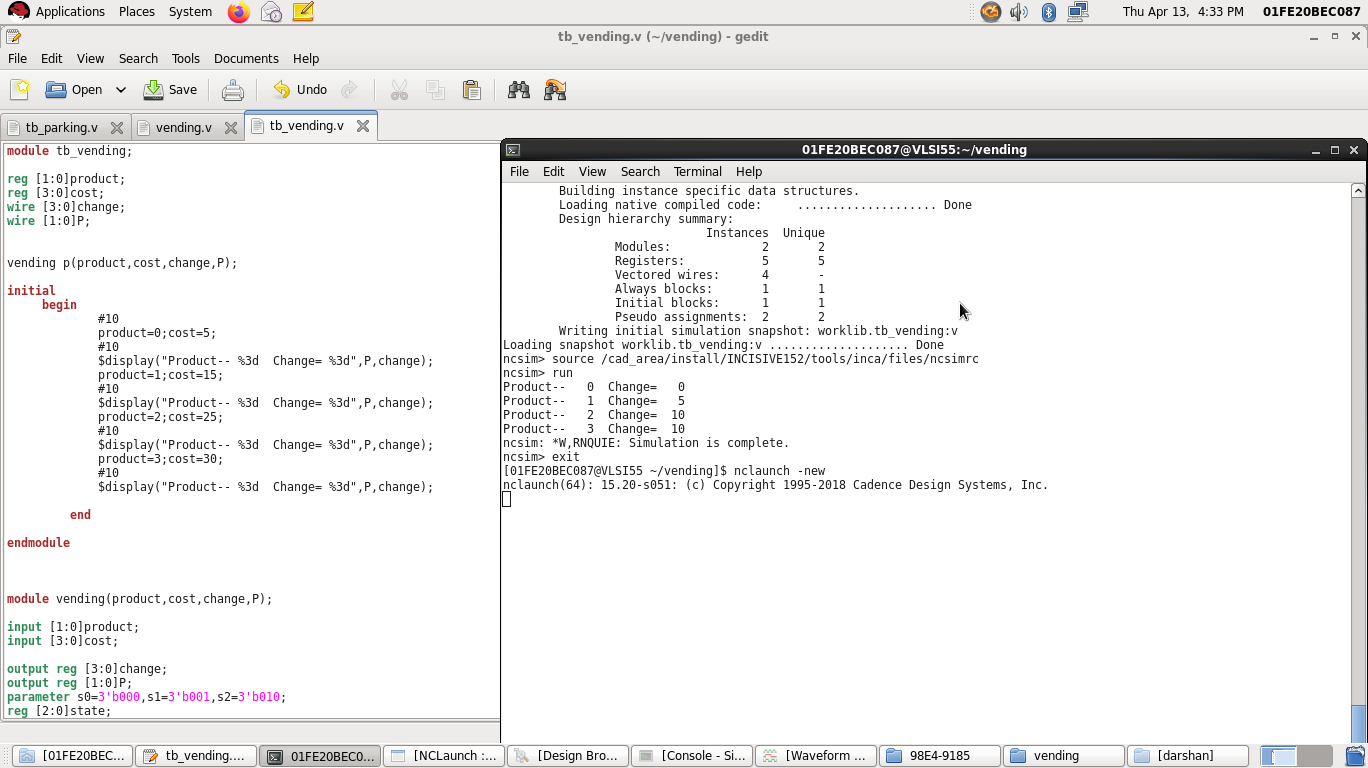 Applications Places System Thu Apr 13, 4:33 PM 01FE20BEC087
tb_vending.v (~/vending) - gedit
File Edit View Search Tools Documents Help
Open Save Undo
tb_parking.v vending.v tb_vending.v
module tb_vending;
reg [1:0]product;
reg [3:0]cost;
wire [3:0]change;
wire [1:0]P;
vending p(product,cost,change,P);
initial
begin
#10
product=0;cost=5;
#10
$display("Product-- %3d  Change= %3d",P,change);
product=1;cost=15;
#10
$display("Product-- %3d  Change= %3d",P,change);
product=2;cost=25;
#10
$display("Product-- %3d  Change= %3d",P,change);
product=3;cost=30;
#10
$display("Product-- %3d  Change= %3d",P,change);
end
endmodule
module vending(product,cost,change,P);
input [1:0]product;
input [3:0]cost;
output reg [3:0]change;
output reg [1:0]P;
parameter s0=3'b000,s1=3'b001,s2=3'b010;
reg [2:0]state;
01FE20BEC087@VLSI55:~/vending
File Edit View Search Terminal Help
Building instance specific data structures.
Loading native compiled code:     .................... Done
Design hierarchy summary:
Instances  Unique
Modules:             2       2
Registers:           5       5
Vectored wires:      4       -
Always blocks:       1       1
Initial blocks:      1       1
Pseudo assignments:  2       2
Writing initial simulation snapshot: worklib.tb_vending:v
Loading snapshot worklib.tb_vending:v .................... Done
ncsim> source /cad_area/install/INCISIVE152/tools/inca/files/ncsimrc
ncsim> run
Product--   0  Change=   0
Product--   1  Change=   5
Product--   2  Change=  10
Product--   3  Change=  10
ncsim: *W,RNQUIE: Simulation is complete.
ncsim> exit
[01FE20BEC087@VLSI55 ~/vending]$ nclaunch -new
nclaunch(64): 15.20-s051: (c) Copyright 1995-2018 Cadence Design Systems, Inc.
[01FE20BEC... tb_vending.... 01FE20BEC0... [NCLaunch :... [Design Bro... [Console - Si... [Waveform ... 98E4-9185 vending [darshan]